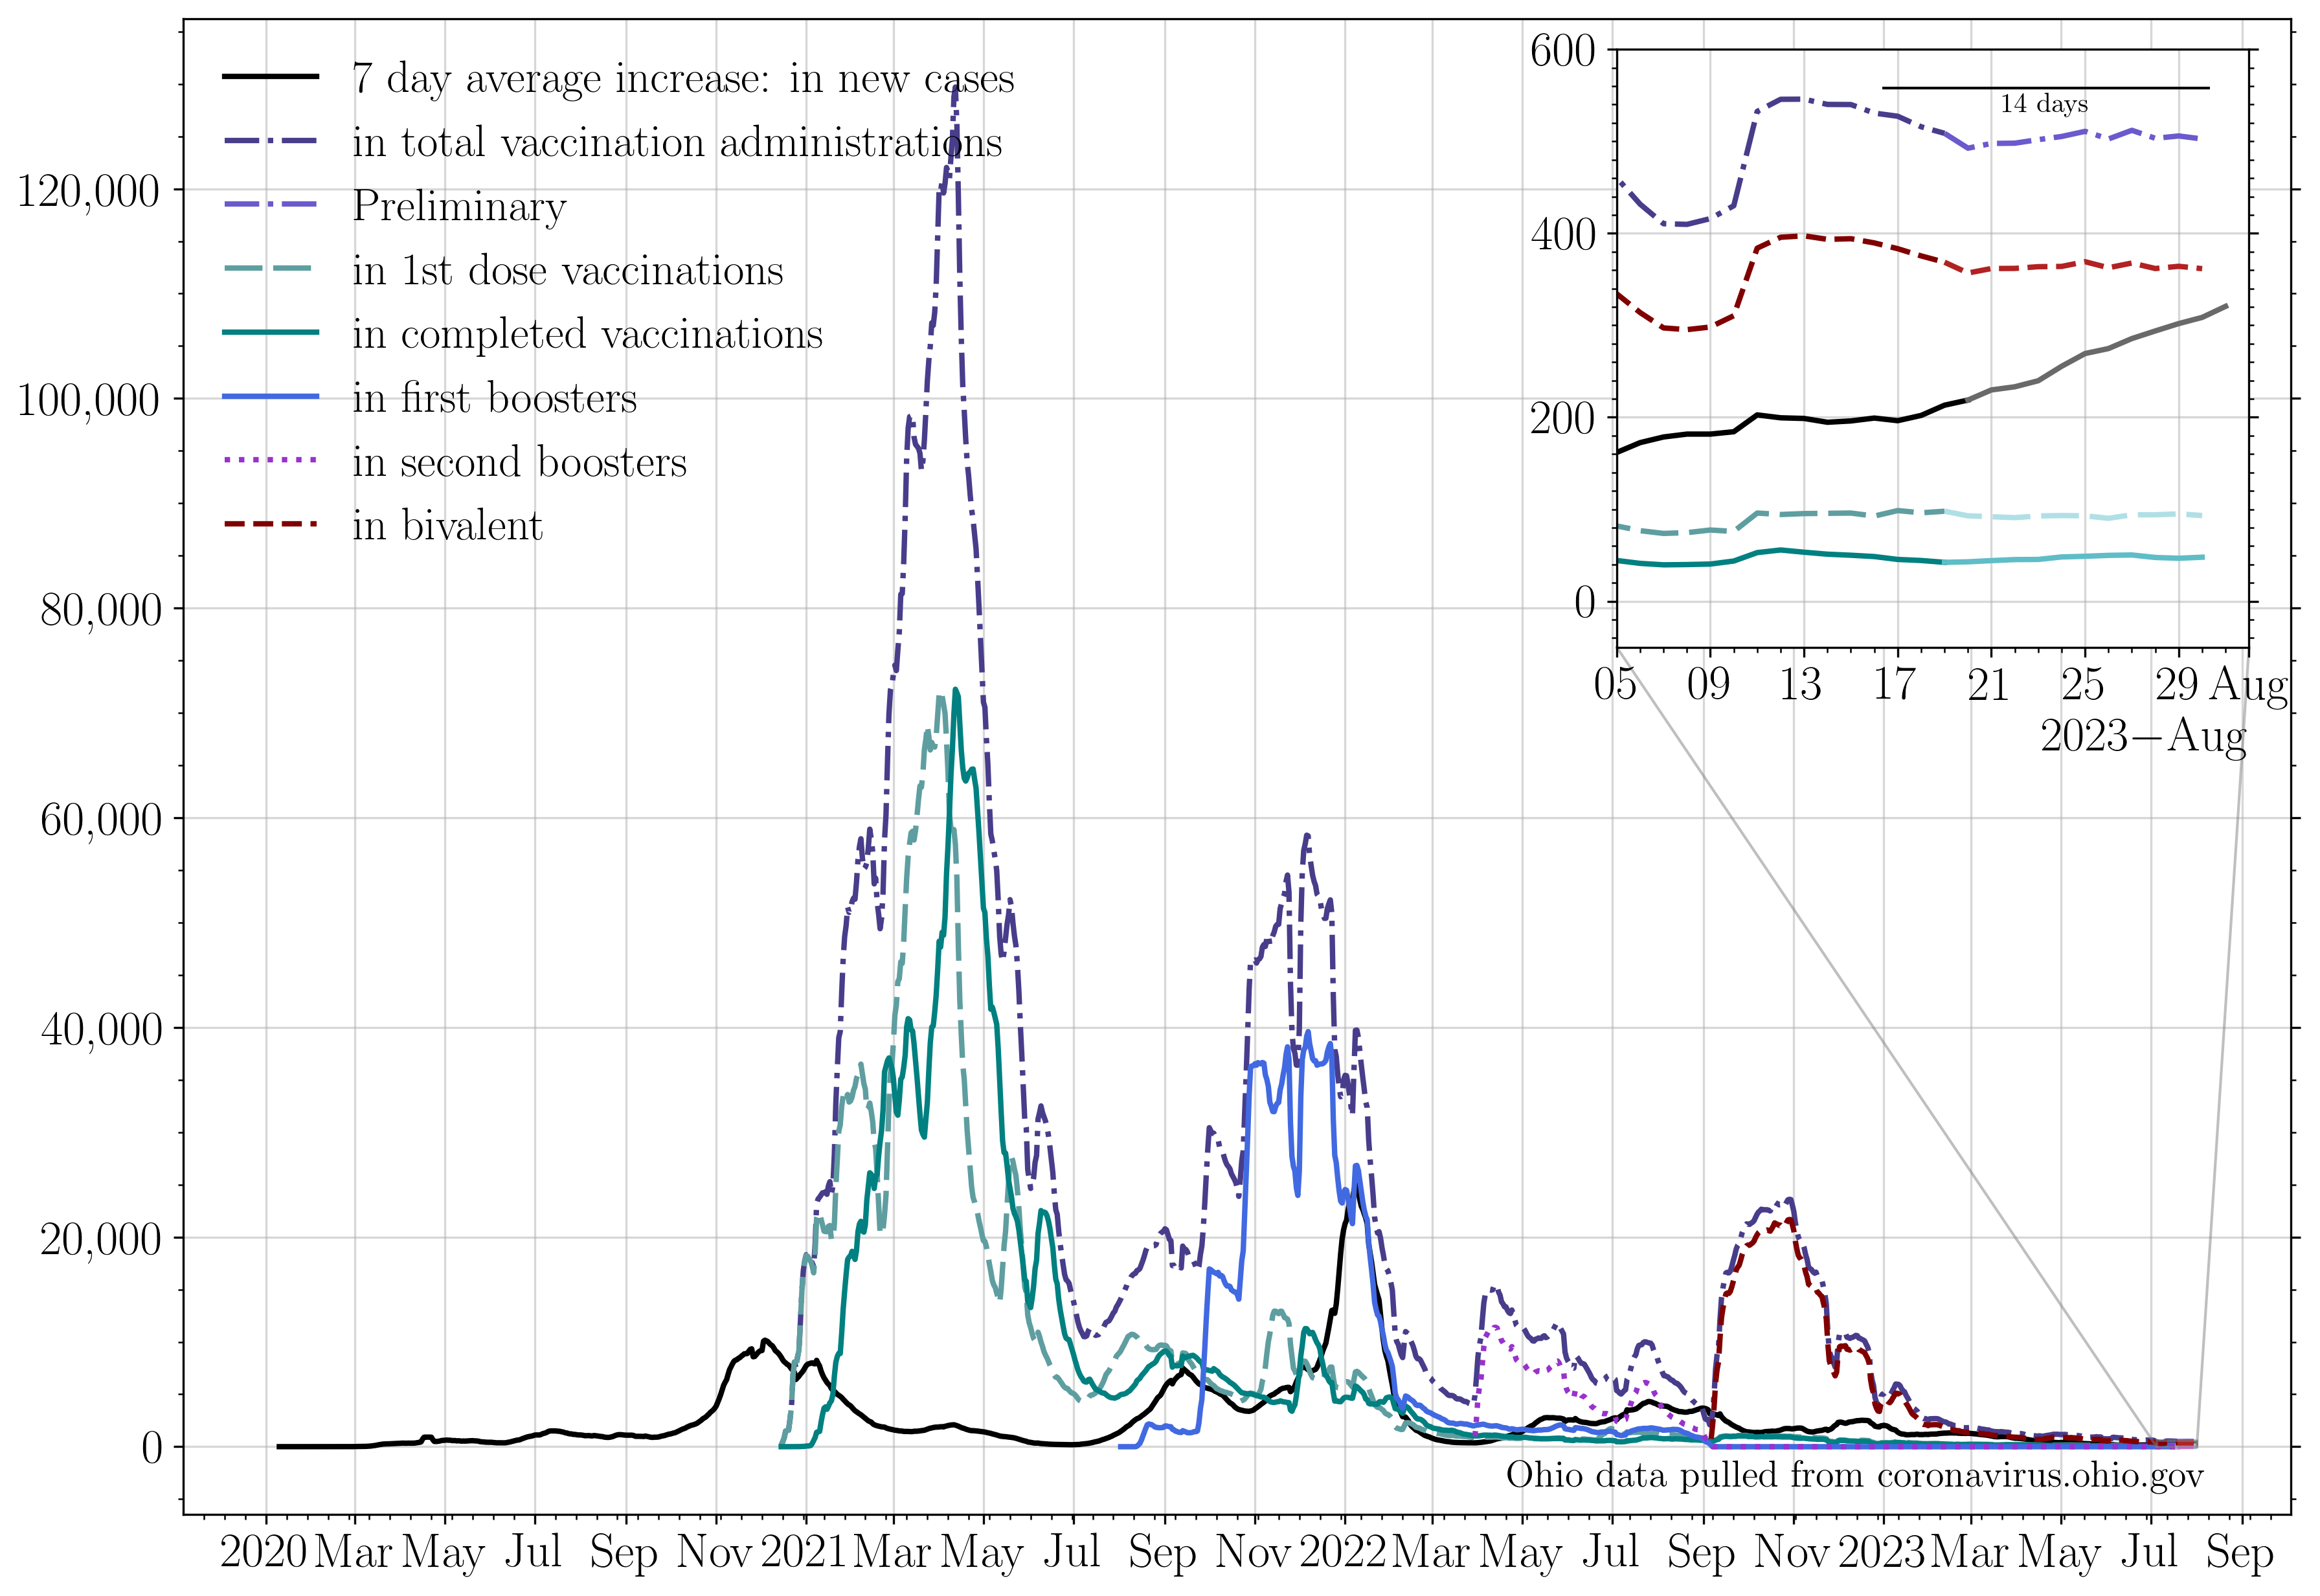 7 day average increase: in new cases
in total vaccination administrations
Preliminary
in 1st dose vaccinations
in completed vaccinations
in first boosters
in second boosters
in bivalent
120,000
100,000
80,000
60,000
40,000
20,000
0
600
400
200
0
14 days
05 09 13 17 21 25 29 Aug
2023-Aug
Ohio data pulled from coronavirus.ohio.gov
2020 Mar May Jul Sep Nov 2021 Mar May Jul Sep Nov 2022 Mar May Jul Sep Nov 2023 Mar May Jul Sep